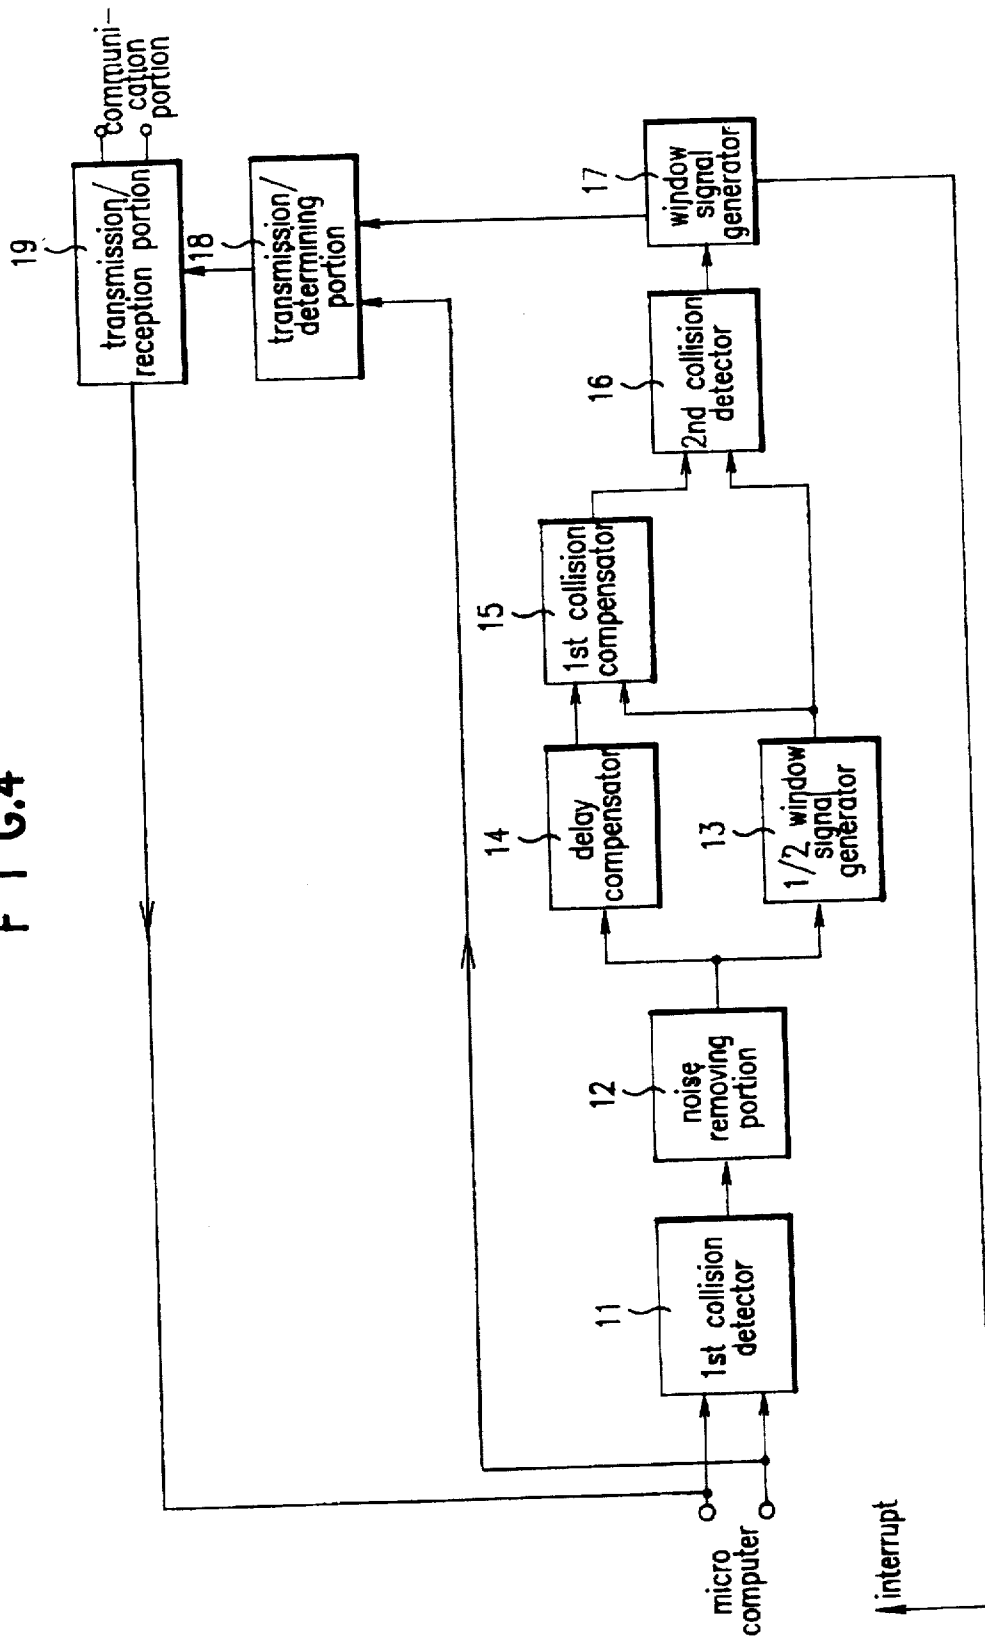 FIG.4
micro
computer
interrupt
11
1st collision
detector
12
noise
removing
portion
14
delay
compensator
13
1/2 window
signal
generator
15
1st collision
compensator
16
2nd collision
detector
17
window
signal
generator
18
transmission/
determining
portion
19
transmission/
reception portion
communi-
cation
portion